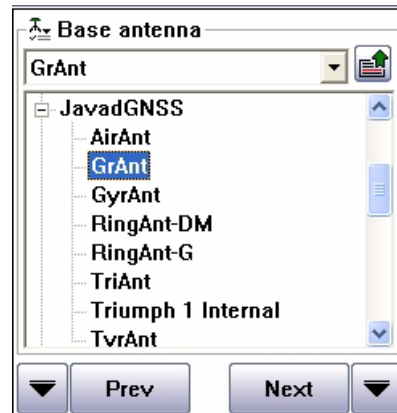 Base antenna
GrAnt
JavadGNSS
AirAnt
GrAnt
GyrAnt
RingAnt-DM
RingAnt-G
TriAnt
Triumph 1 Internal
TyrAnt
Prev Next